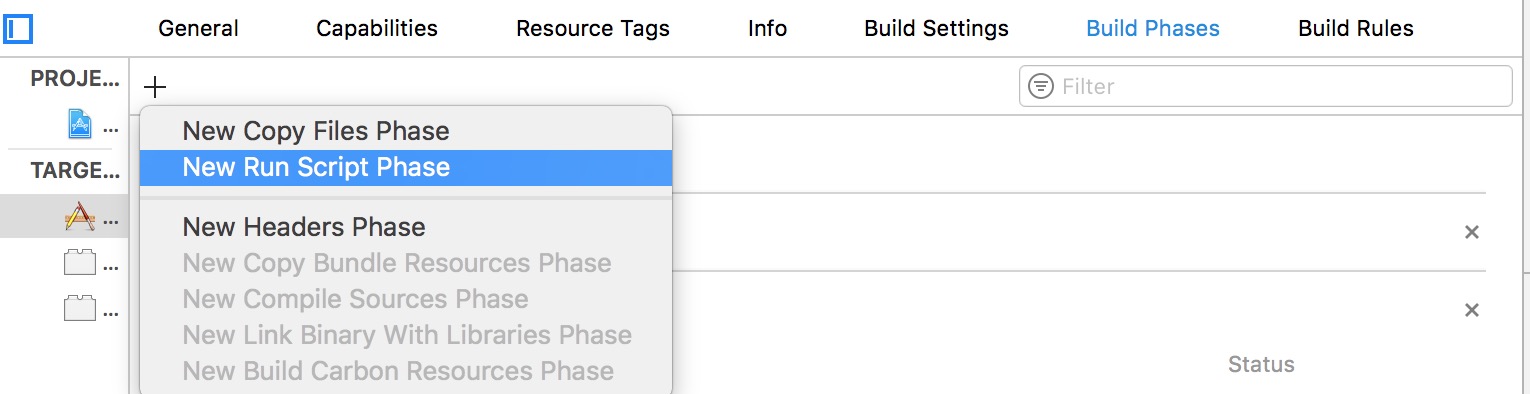 General Capabilities Resource Tags Info Build Settings Build Phases Build Rules
PROJE...
Filter
...
TARGE...
...
...
...
New Copy Files Phase
New Run Script Phase
New Headers Phase
New Copy Bundle Resources Phase
New Compile Sources Phase
New Link Binary With Libraries Phase
New Build Carbon Resources Phase
Status